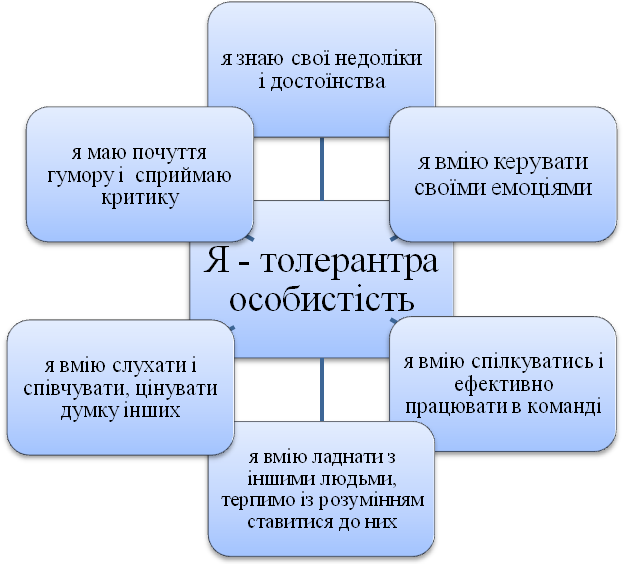 я знаю свої недоліки
і достоїнства
я маю почуття
гумору і сприймаю
критику
я вмію керувати
своїми емоціями
Я - толерантра
особистість
я вмію слухати і
співчувати, цінувати
думку інших
я вмію спілкуватись і
ефективно
працювати в команді
я вмію ладнати з
іншими людьми,
терпимо із розумінням
ставитися до них